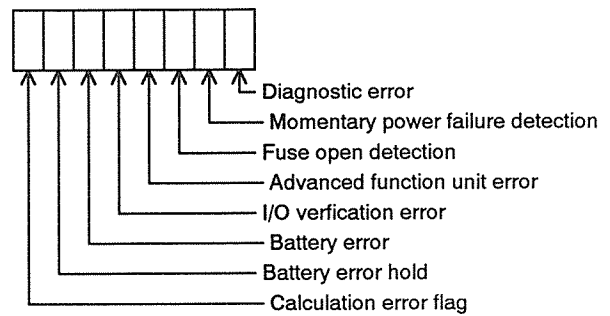 Diagnostic error
Momentary power failure detection
Fuse open detection
Advanced function unit error
I/O verfication error
Battery error
Battery error hold
Calculation error flag